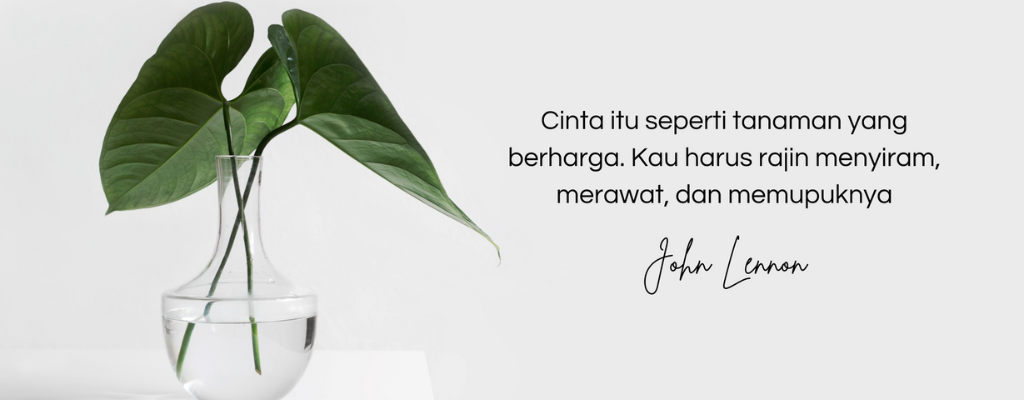 Cinta itu seperti tanaman yang
berharga. Kau harus rajin menyiram,
merawat, dan memupuknya
John Lennon